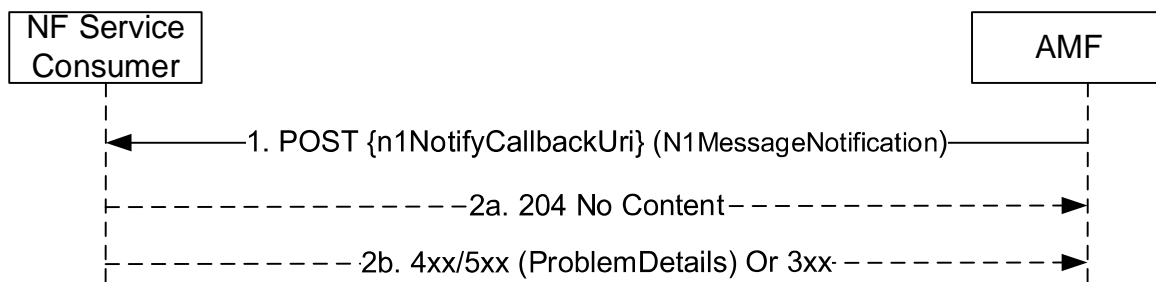 NF Service
Consumer
AMF
1. POST {n1NotifyCallbackUri} (N1MessageNotification)
2a. 204 No Content
2b. 4xx/5xx (ProblemDetails) Or 3xx